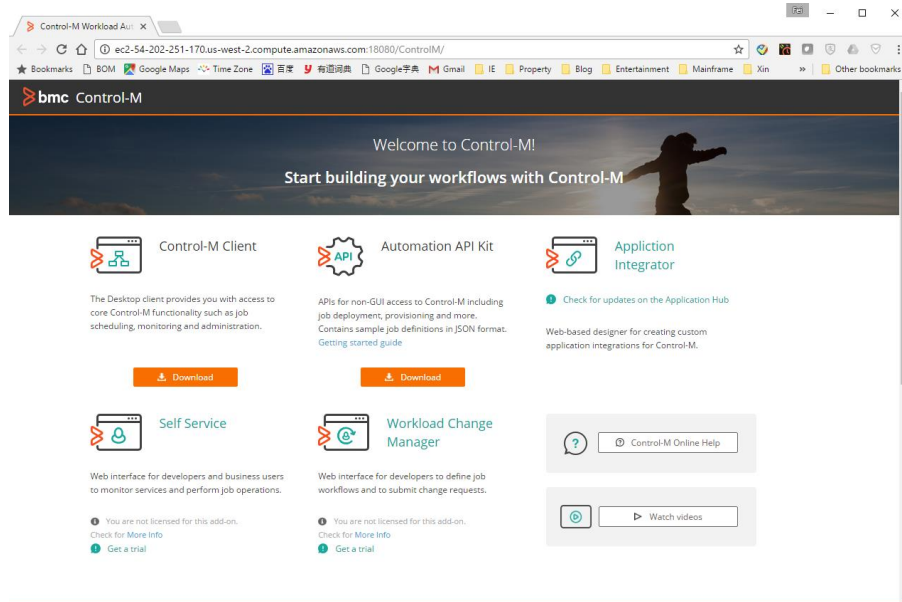 Control-M Workload Aut
ec2-54-202-251-170.us-west-2.compute.amazonaws.com:18080/ControlM/
Bookmarks BOM Google Maps Time Zone 百度 有道词典 Google字典 Gmail IE Property Blog Entertainment Mainframe Xin » Other bookmarks
bmc Control-M
Welcome to Control-M!
Start building your workflows with Control-M
Control-M Client
The Desktop client provides you with access to
core Control-M functionality such as job
scheduling, monitoring and administration.
Download
API
Automation API Kit
APIs for non-GUI access to Control-M including
job deployment, provisioning and more.
Contains sample job definitions in JSON format.
Getting started guide
Download
Appliction
Integrator
Check for updates on the Application Hub
Web-based designer for creating custom
application integrations for Control-M.
Self Service
Web interface for developers and business users
to monitor services and perform job operations.
You are not licensed for this add-on.
Check for More Info
Get a trial
Workload Change
Manager
Web interface for developers to define job
workflows and to submit change requests.
You are not licensed for this add-on.
Check for More Info
Get a trial
Control-M Online Help
Watch videos